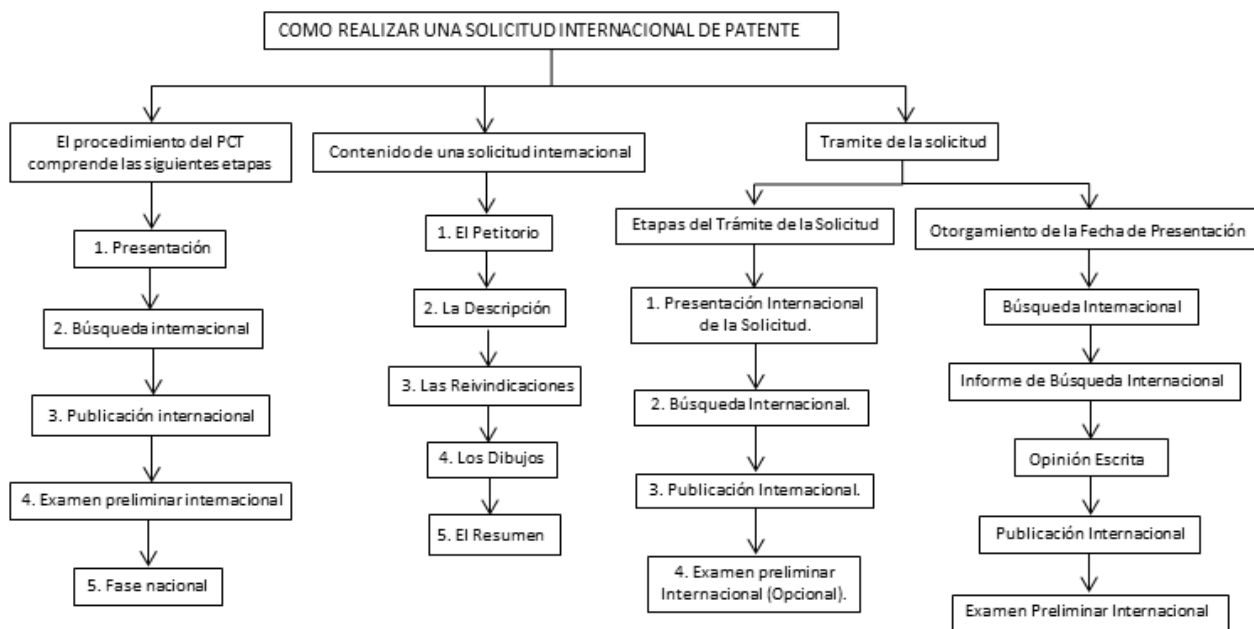 COMO REALIZAR UNA SOLICITUD INTERNACIONAL DE PATENTE
El procedimiento del PCT
comprende las siguientes etapas
1. Presentación
2. Búsqueda internacional
3. Publicación internacional
4. Examen preliminar internacional
5. Fase nacional
Contenido de una solicitud internacional
1. El Petitorio
2. La Descripción
3. Las Reivindicaciones
4. Los Dibujos
5. El Resumen
Tramite de la solicitud
Etapas del Trámite de la Solicitud
1. Presentación Internacional
de la Solicitud.
2. Búsqueda Internacional.
3. Publicación Internacional.
4. Examen preliminar
Internacional (Opcional).
Otorgamiento de la Fecha de Presentación
Búsqueda Internacional
Informe de Búsqueda Internacional
Opinión Escrita
Publicación Internacional
Examen Preliminar Internacional